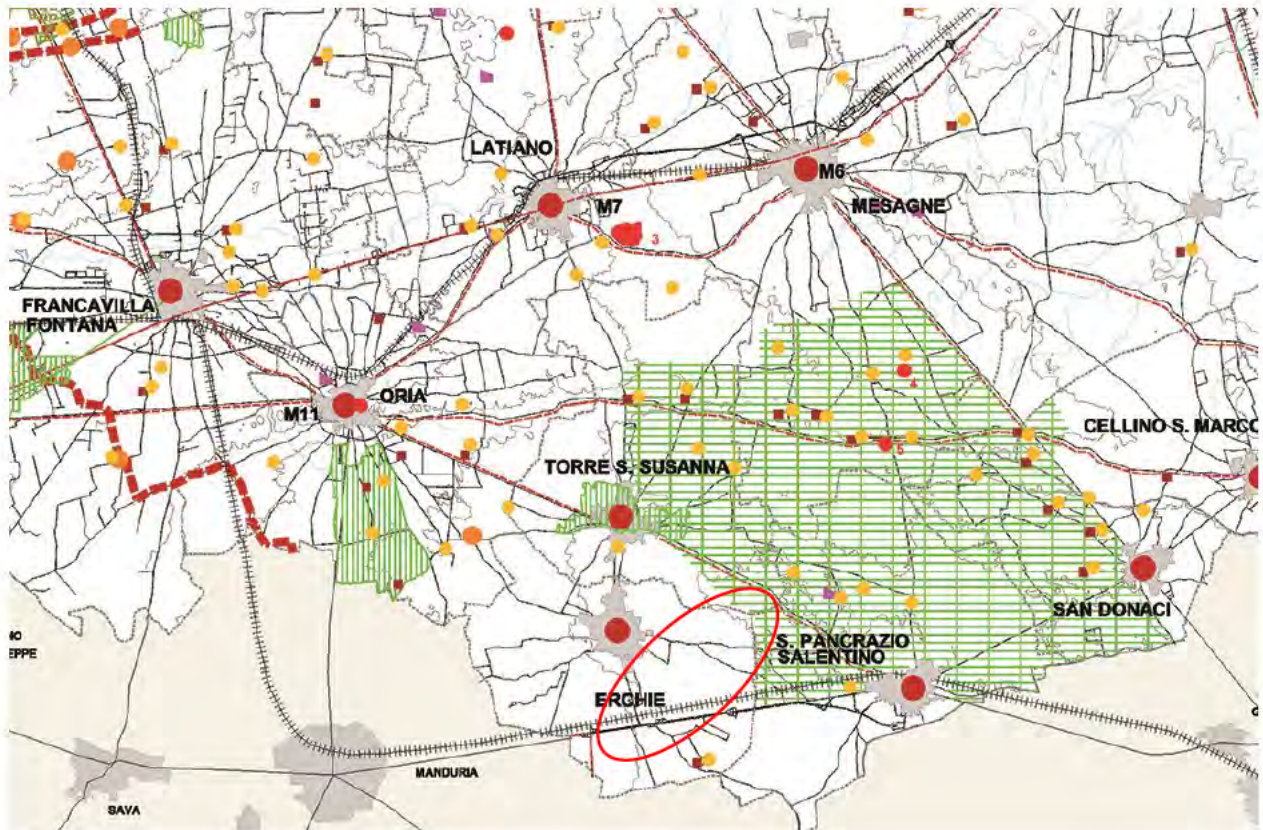 LATIANO
M6
M7
MESAGNE
3
FRANCAVILLA
FONTANA
4
ORIA
M11
CELLINO S. MARCO
5
TORRE S. SUSANNA
SAN DONACI
S. PANCRAZIO
SALENTINO
EPPE
ERCHIE
MANDURIA
SAVA